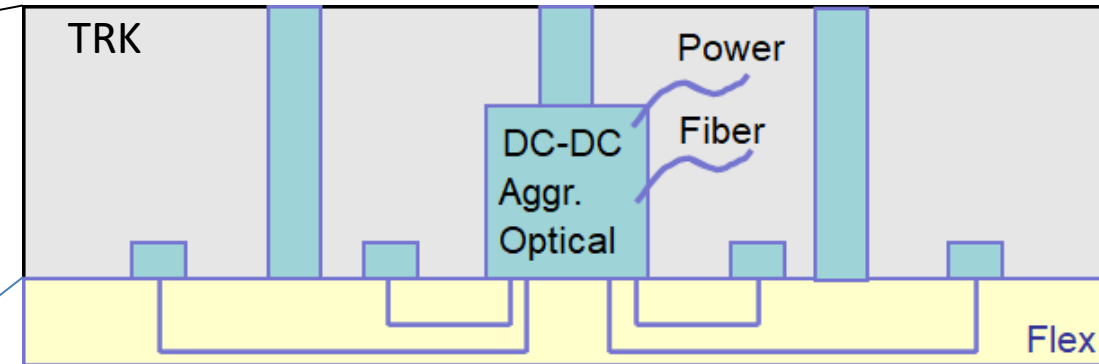 TRK
Power
Fiber
DC-DC
Aggr.
Optical
Flex